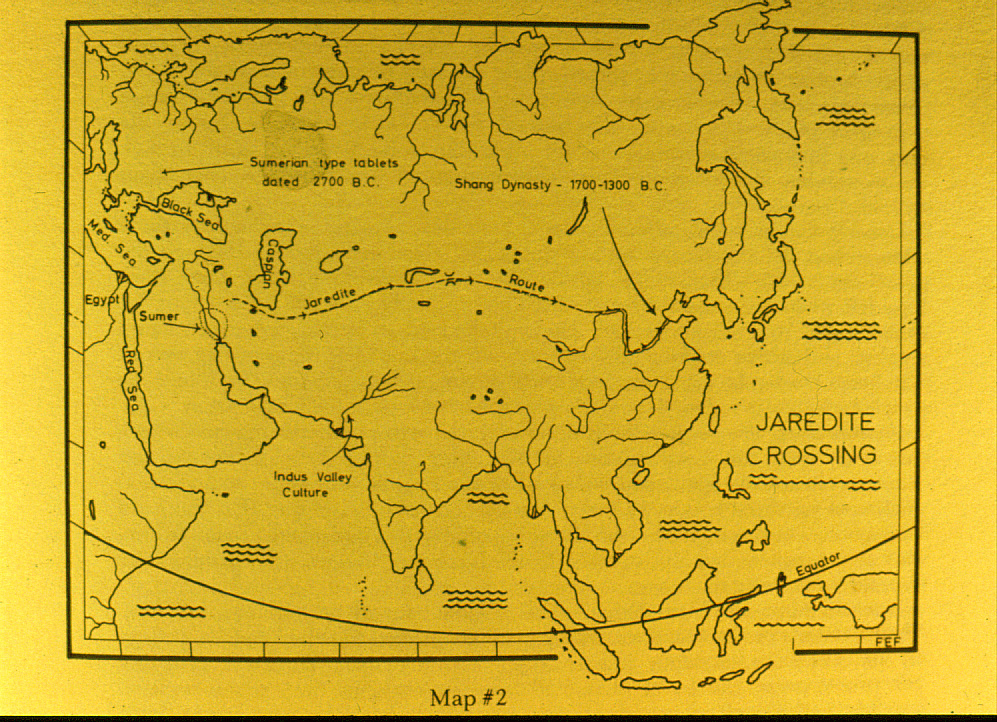 Sumerian type tablets
dated 2700 B.C.
Shang Dynasty - 1700-1300 B.C.
Black Sea
Med. Sea
Caspian
Egypt
Sumer
Jaredite
Route
Red Sea
JAREDITE
CROSSING
Indus Valley
Culture
Equator
FEF
Map #2